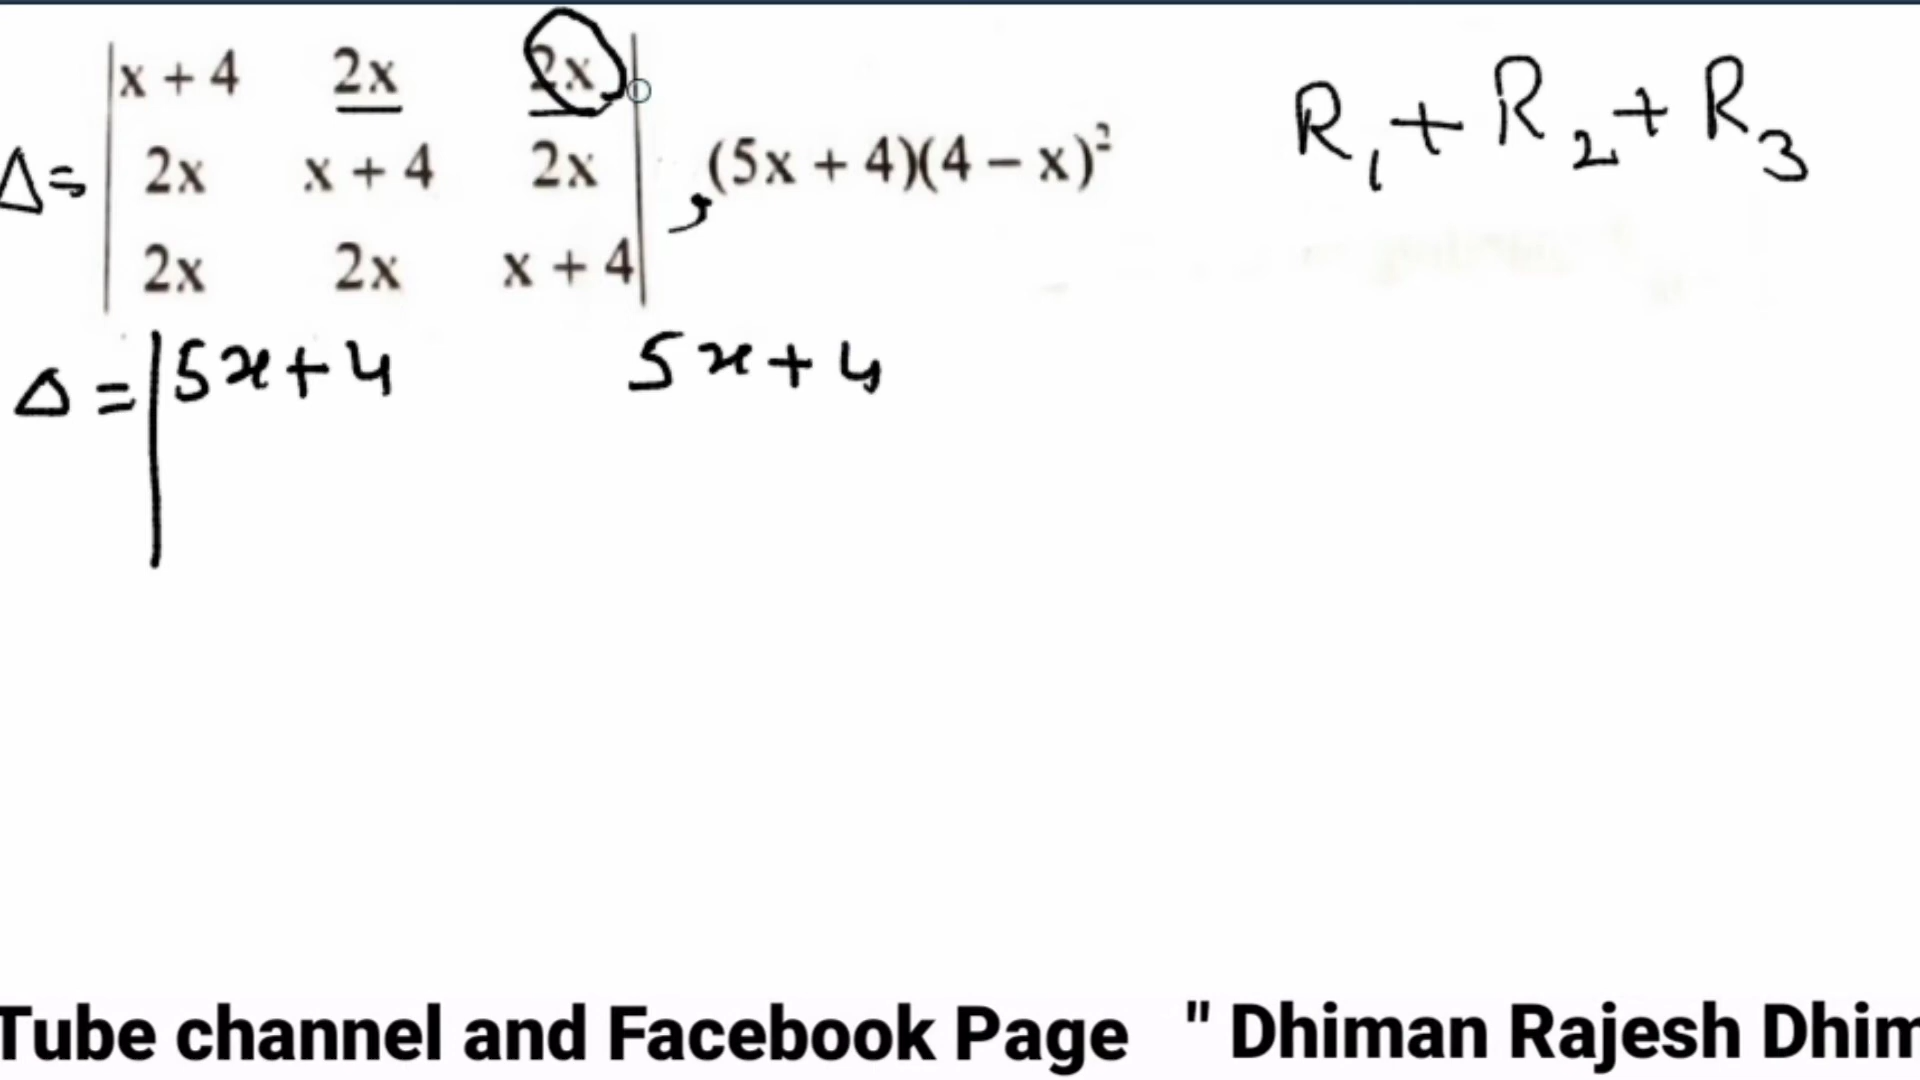 x + 4 2x 2x
Δ= 2x x + 4 2x , (5x + 4)(4 − x)²
2x 2x x + 4
R₁ + R₂ + R₃
Δ = | 5x+4 5x+4
Tube channel and Facebook Page " Dhiman Rajesh Dhim